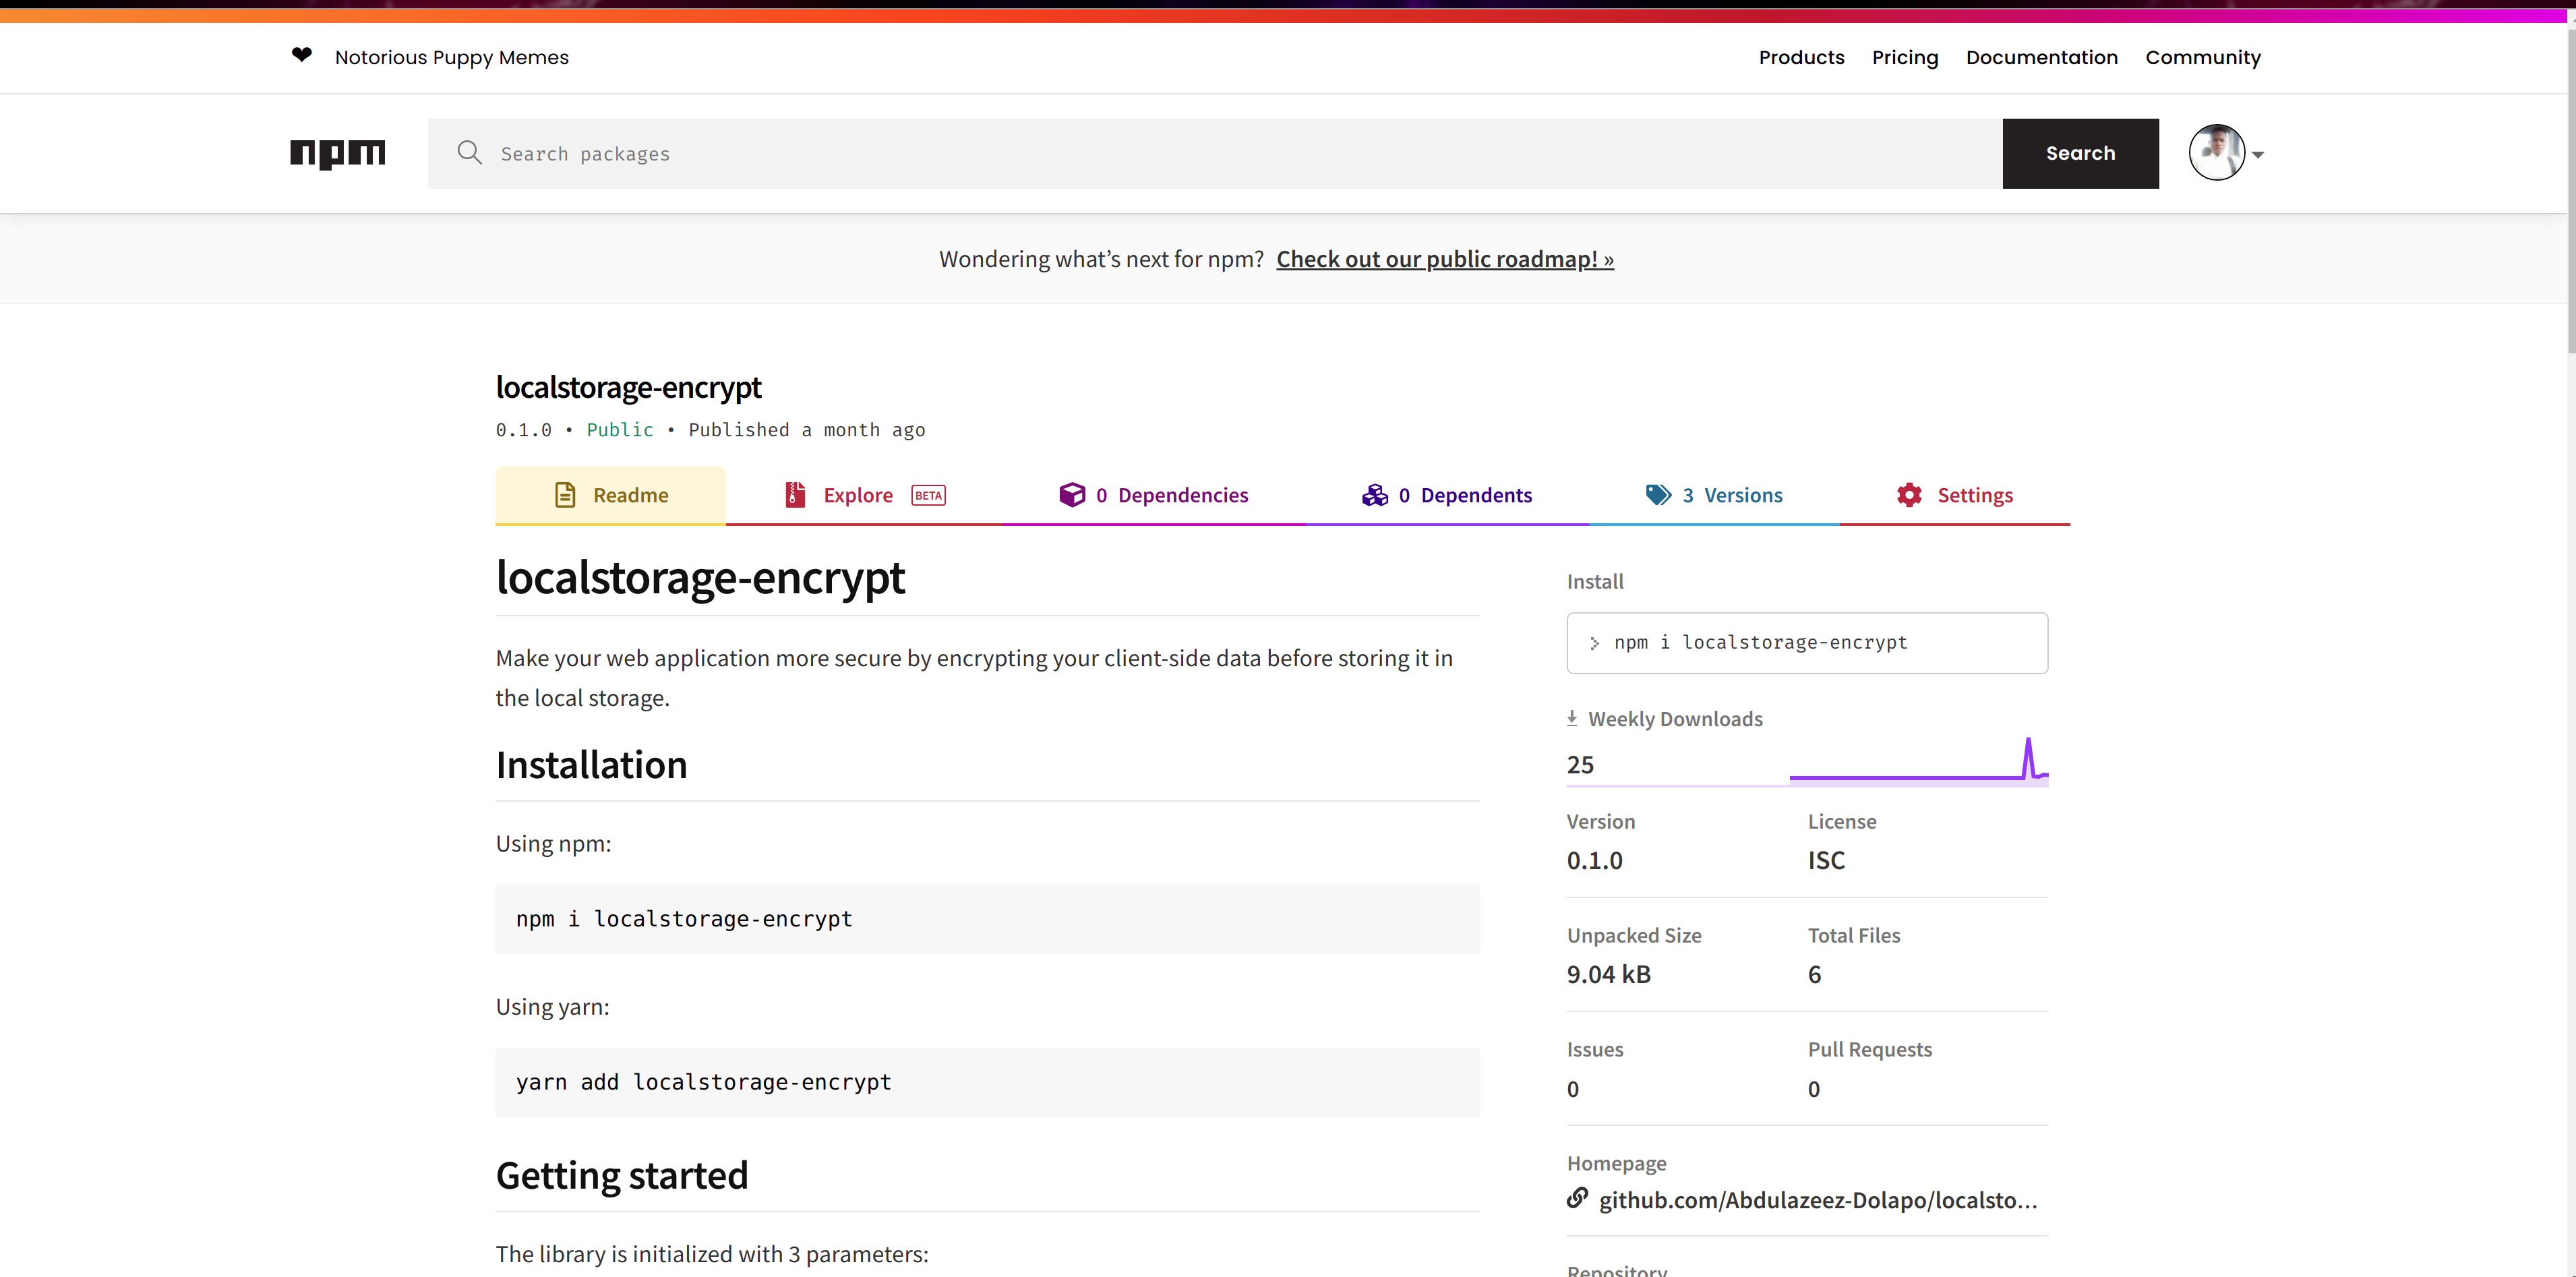 ❤ Notorious Puppy Memes
Products Pricing Documentation Community
npm
Search packages
Search
Wondering what’s next for npm? Check out our public roadmap! »
localstorage-encrypt
0.1.0 • Public • Published a month ago
Readme
Explore BETA
0 Dependencies
0 Dependents
3 Versions
Settings
localstorage-encrypt
Make your web application more secure by encrypting your client-side data before storing it in
the local storage.
Installation
Using npm:
npm i localstorage-encrypt
Using yarn:
yarn add localstorage-encrypt
Getting started
The library is initialized with 3 parameters:
Install
> npm i localstorage-encrypt
Weekly Downloads
25
Version License
0.1.0 ISC
Unpacked Size Total Files
9.04 kB 6
Issues Pull Requests
0 0
Homepage
github.com/Abdulazeez-Dolapo/localsto...
Repository